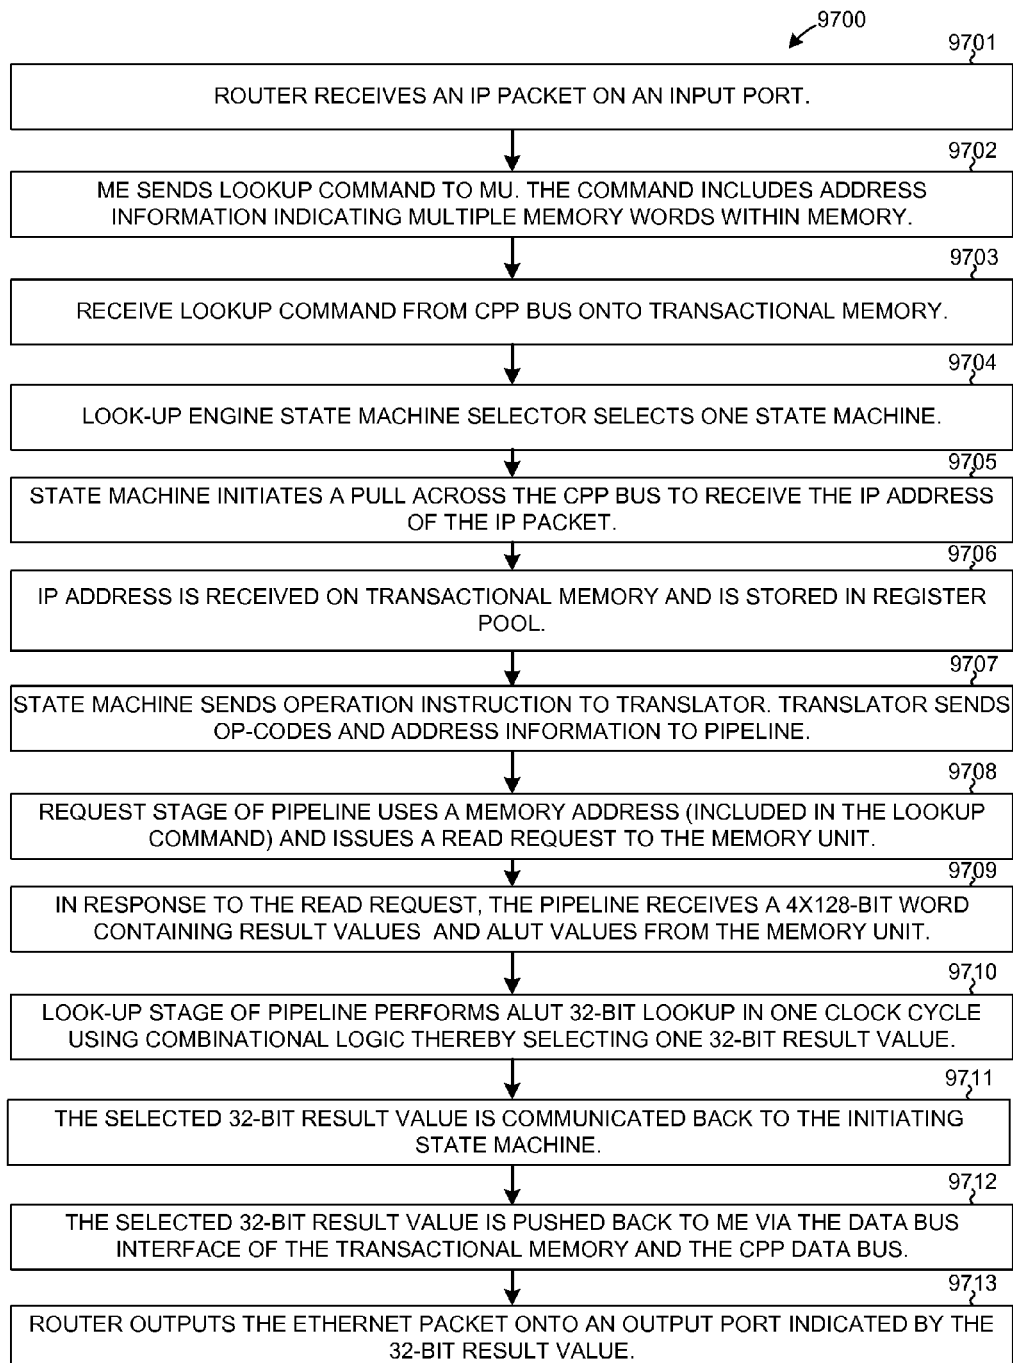 9700
9701
ROUTER RECEIVES AN IP PACKET ON AN INPUT PORT.
9702
ME SENDS LOOKUP COMMAND TO MU. THE COMMAND INCLUDES ADDRESS
INFORMATION INDICATING MULTIPLE MEMORY WORDS WITHIN MEMORY.
9703
RECEIVE LOOKUP COMMAND FROM CPP BUS ONTO TRANSACTIONAL MEMORY.
9704
LOOK-UP ENGINE STATE MACHINE SELECTOR SELECTS ONE STATE MACHINE.
9705
STATE MACHINE INITIATES A PULL ACROSS THE CPP BUS TO RECEIVE THE IP ADDRESS
OF THE IP PACKET.
9706
IP ADDRESS IS RECEIVED ON TRANSACTIONAL MEMORY AND IS STORED IN REGISTER
POOL.
9707
STATE MACHINE SENDS OPERATION INSTRUCTION TO TRANSLATOR. TRANSLATOR SENDS
OP-CODES AND ADDRESS INFORMATION TO PIPELINE.
9708
REQUEST STAGE OF PIPELINE USES A MEMORY ADDRESS (INCLUDED IN THE LOOKUP
COMMAND) AND ISSUES A READ REQUEST TO THE MEMORY UNIT.
9709
IN RESPONSE TO THE READ REQUEST, THE PIPELINE RECEIVES A 4X128-BIT WORD
CONTAINING RESULT VALUES AND ALUT VALUES FROM THE MEMORY UNIT.
9710
LOOK-UP STAGE OF PIPELINE PERFORMS ALUT 32-BIT LOOKUP IN ONE CLOCK CYCLE
USING COMBINATIONAL LOGIC THEREBY SELECTING ONE 32-BIT RESULT VALUE.
9711
THE SELECTED 32-BIT RESULT VALUE IS COMMUNICATED BACK TO THE INITIATING
STATE MACHINE.
9712
THE SELECTED 32-BIT RESULT VALUE IS PUSHED BACK TO ME VIA THE DATA BUS
INTERFACE OF THE TRANSACTIONAL MEMORY AND THE CPP DATA BUS.
9713
ROUTER OUTPUTS THE ETHERNET PACKET ONTO AN OUTPUT PORT INDICATED BY THE
32-BIT RESULT VALUE.